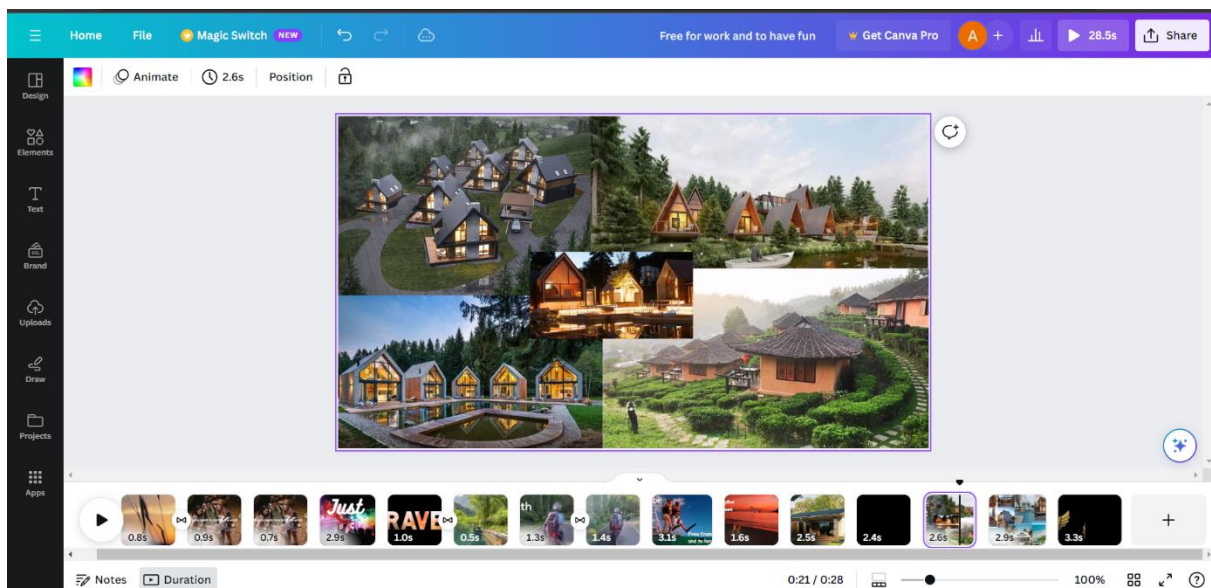 Home File Magic Switch NEW Free for work and to have fun Get Canva Pro A + 28.5s Share
Animate 2.6s Position
Design
Elements
Text
Brand
Uploads
Draw
Projects
Apps
th
Just
RAVE
0.8s 0.9s 0.7s 2.9s 1.0s 0.5s 1.3s 1.4s 3.1s 1.6s 2.5s 2.4s 2.6s 2.9s 3.3s +
Notes Duration 0:21 / 0:28 100%